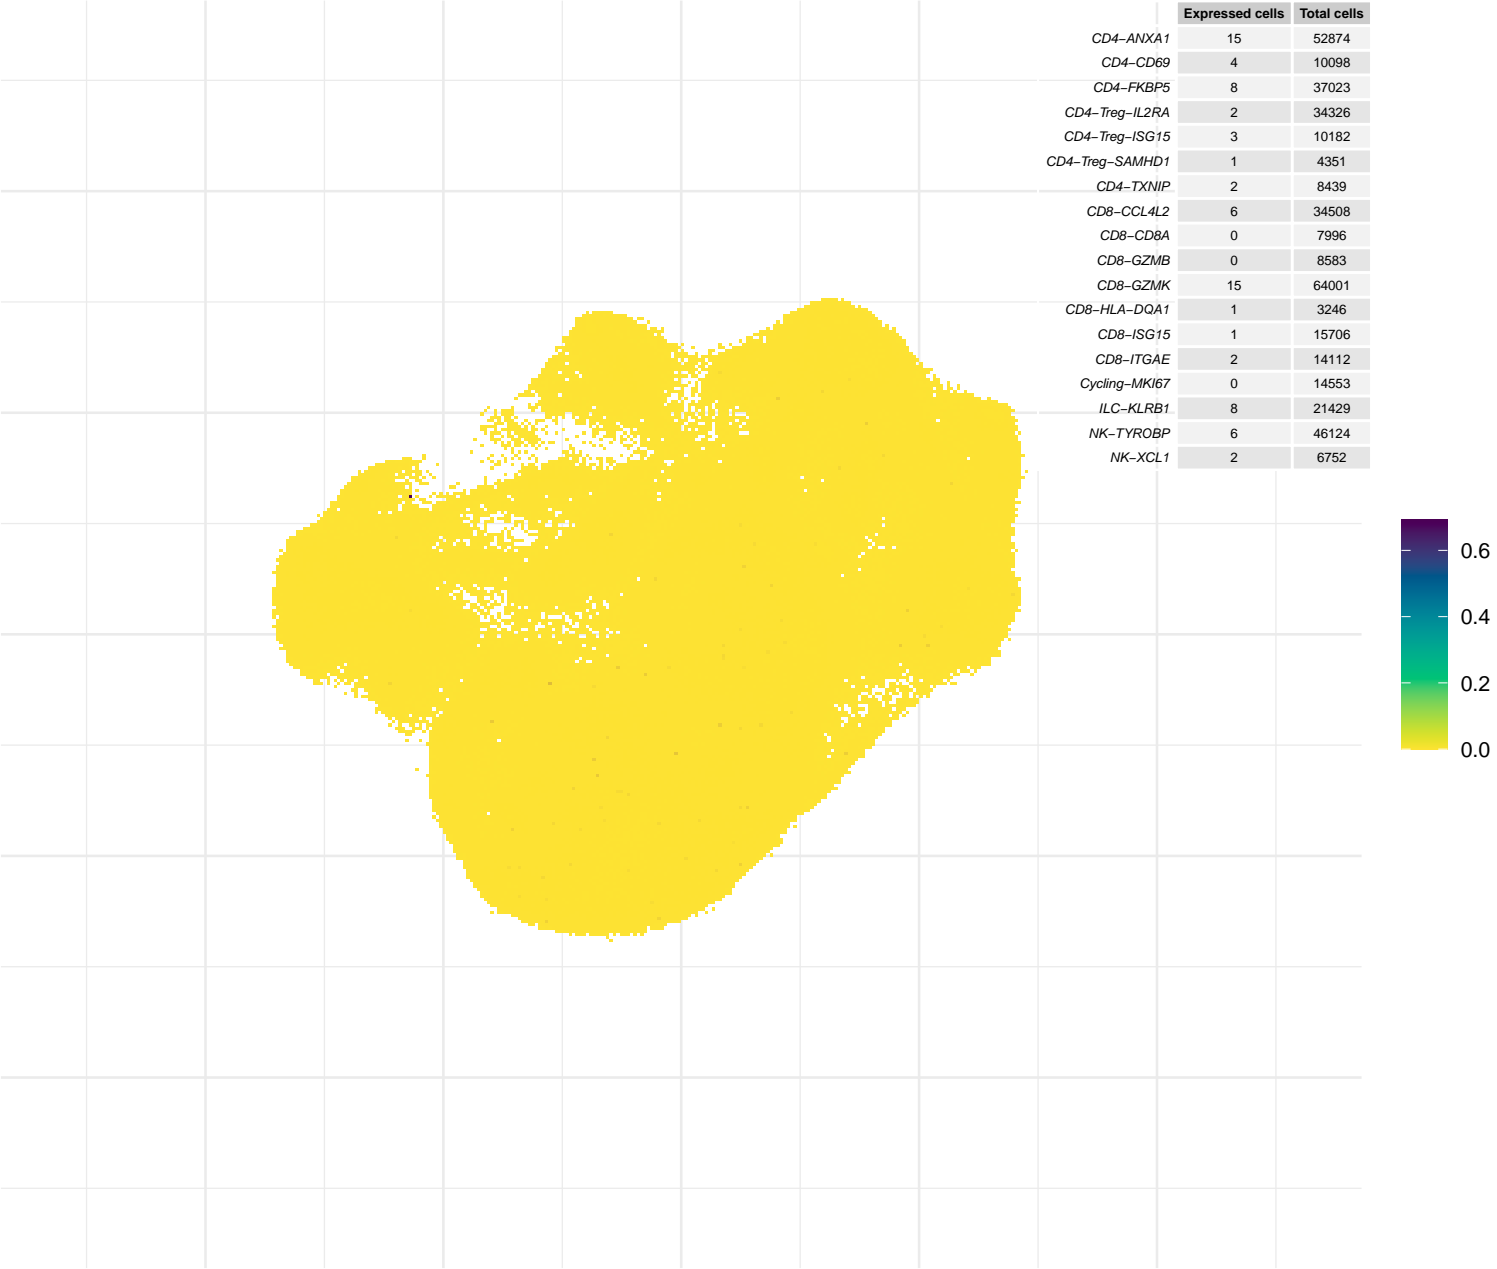 Expressed cells Total cells
CD4−ANXA1 15 52874
CD4−CD69 4 10098
CD4−FKBP5 8 37023
CD4−Treg−IL2RA 2 34326
CD4−Treg−ISG15 3 10182
CD4−Treg−SAMHD1 1 4351
CD4−TXNIP 2 8439
CD8−CCL4L2 6 34508
CD8−CD8A 0 7996
CD8−GZMB 0 8583
CD8−GZMK 15 64001
CD8−HLA−DQA1 1 3246
CD8−ISG15 1 15706
CD8−ITGAE 2 14112
Cycling−MKI67 0 14553
ILC−KLRB1 8 21429
NK−TYROBP 6 46124
NK−XCL1 2 6752
0.6
0.4
0.2
0.0